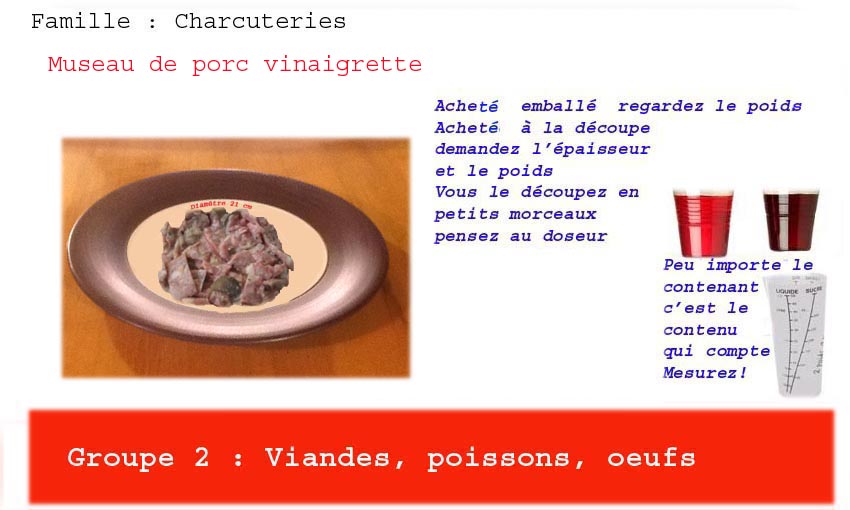 Famille : Charcuteries
Museau de porc vinaigrette
Acheté emballé regardez le poids
Acheté à la découpe
demandez l’épaisseur
et le poids
Vous le découpez en
petits morceaux
pensez au doseur
Diamètre 21 cm
Peu importe le
contenant
c’est le
contenu
qui compte
Mesurez!
LIQUIDE SUCRE
Groupe 2 : Viandes, poissons, oeufs